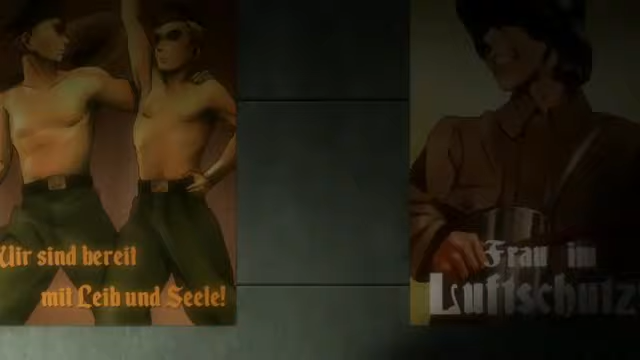 Wir sind bereit
mit Leib und Seele!
Frau im
Luftschutz